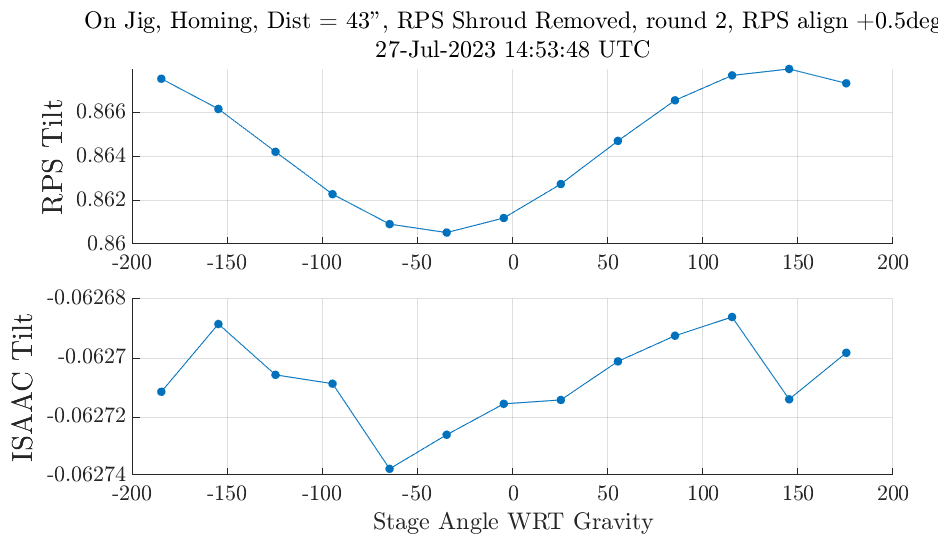 On Jig, Homing, Dist = 43”, RPS Shroud Removed, round 2, RPS align +0.5deg
27-Jul-2023 14:53:48 UTC
RPS Tilt
0.866
0.864
0.862
0.86
-200 -150 -100 -50 0 50 100 150 200
ISAAC Tilt
-0.06268
-0.0627
-0.06272
-0.06274
-200 -150 -100 -50 0 50 100 150 200
Stage Angle WRT Gravity